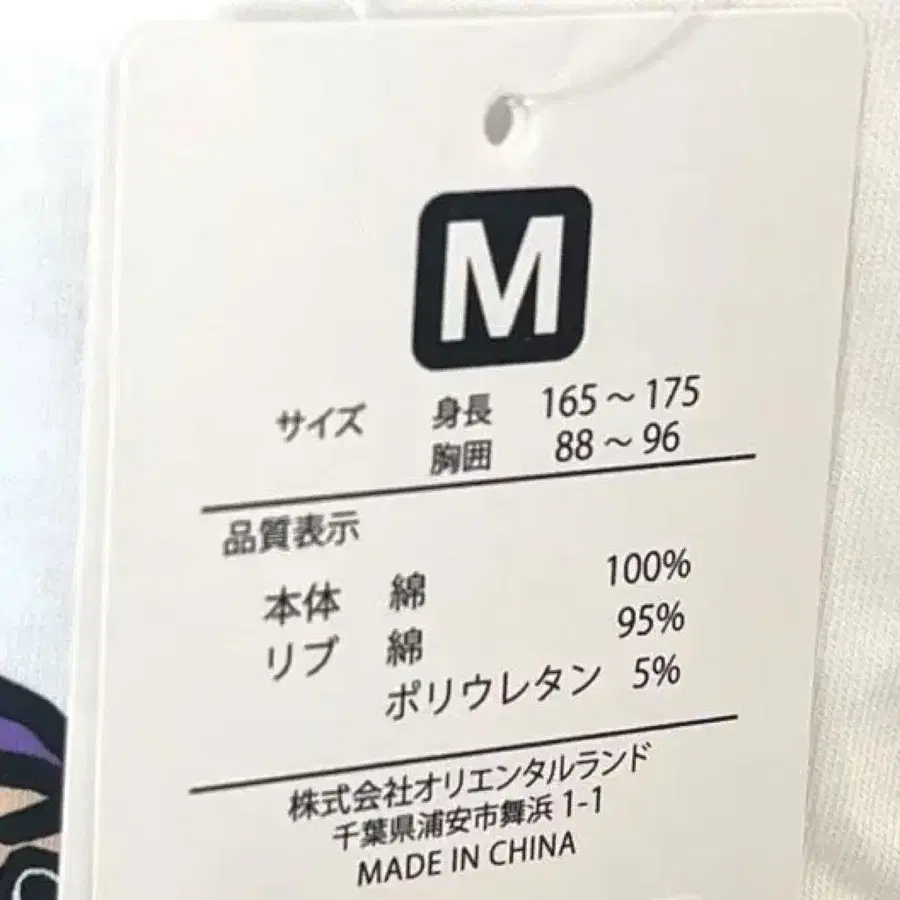 M
サイズ 身長 165～175
胸囲 88～96
品質表示
本体 綿 100%
リブ 綿 95%
ポリウレタン 5%
株式会社オリエンタルランド
千葉県浦安市舞浜 1-1
MADE IN CHINA